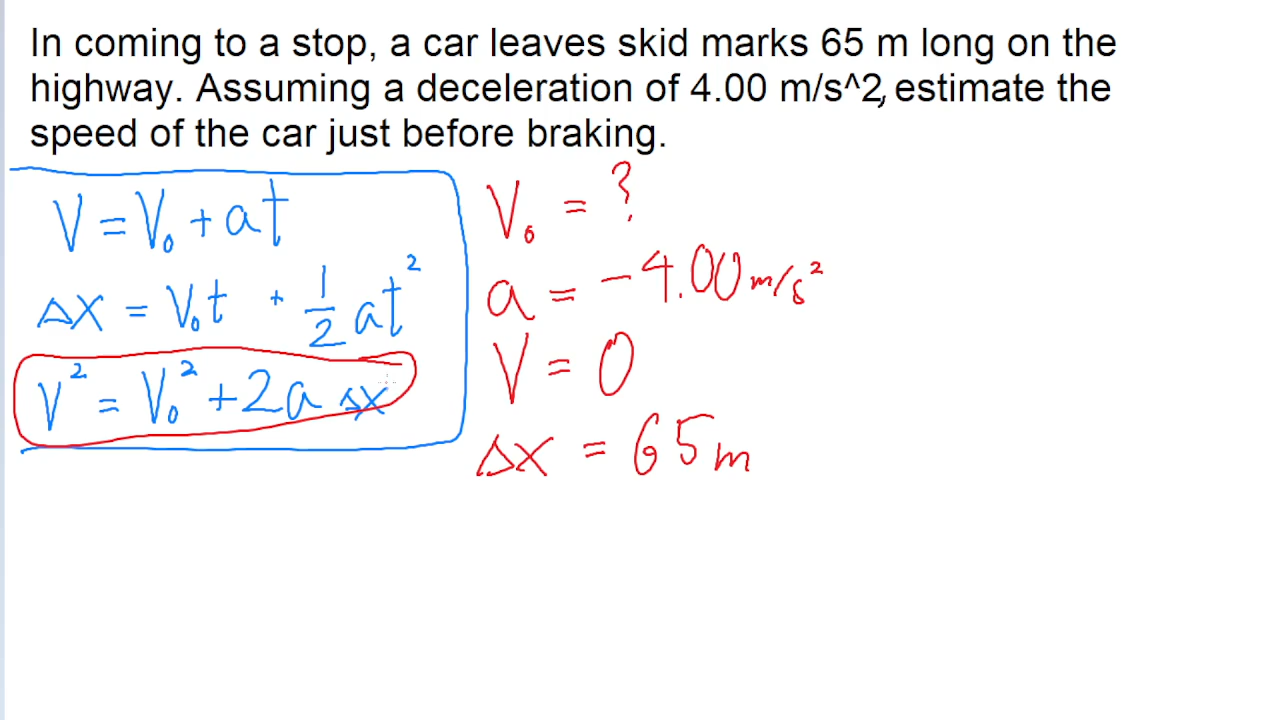 In coming to a stop, a car leaves skid marks 65 m long on the
highway. Assuming a deceleration of 4.00 m/s^2, estimate the
speed of the car just before braking.
V = V₀ + at
Δx = V₀t + 1/2 at²
V² = V₀² + 2a Δx
V₀ = ?
a = -4.00 m/s²
V = 0
Δx = 65 m